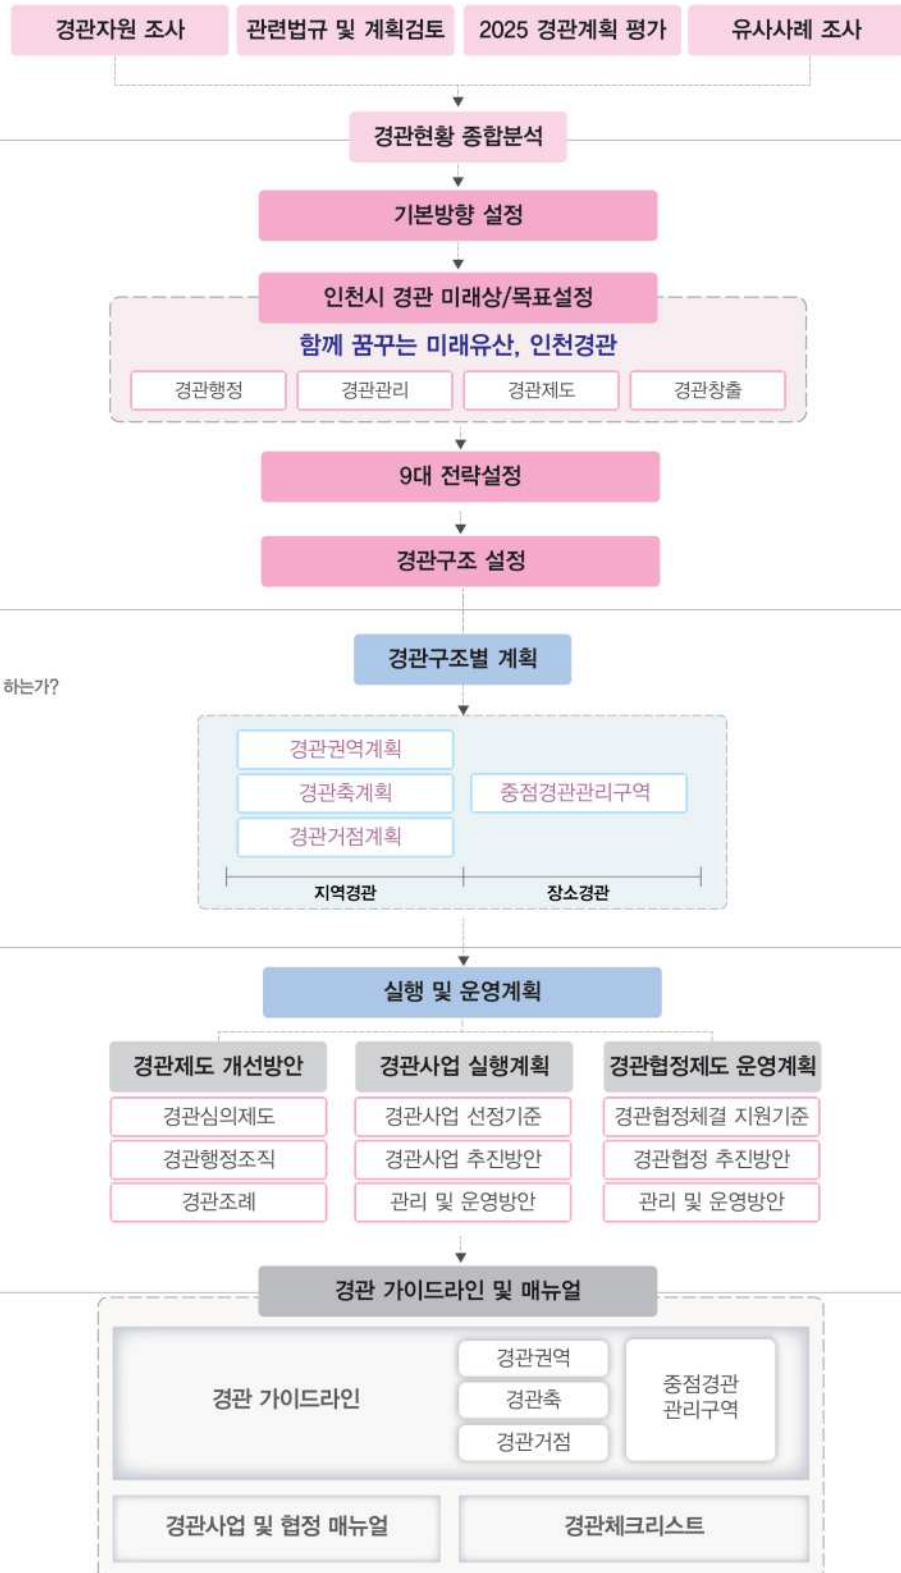 경관자원 조사
관련법규 및 계획검토
2025 경관계획 평가
유사사례 조사
경관현황 종합분석
기본방향 설정
인천시 경관 미래상/목표설정
함께 꿈꾸는 미래유산, 인천경관
경관행정
경관관리
경관제도
경관창출
9대 전략설정
경관구조 설정
경관구조별 계획
하는가?
경관권역계획
경관축계획
중점경관관리구역
경관거점계획
지역경관
장소경관
실행 및 운영계획
경관제도 개선방안
경관심의제도
경관행정조직
경관조례
경관사업 실행계획
경관사업 선정기준
경관사업 추진방안
관리 및 운영방안
경관협정제도 운영계획
경관협정체결 지원기준
경관협정 추진방안
관리 및 운영방안
경관 가이드라인 및 매뉴얼
경관 가이드라인
경관권역
경관축
경관거점
중점경관
관리구역
경관사업 및 협정 매뉴얼
경관체크리스트